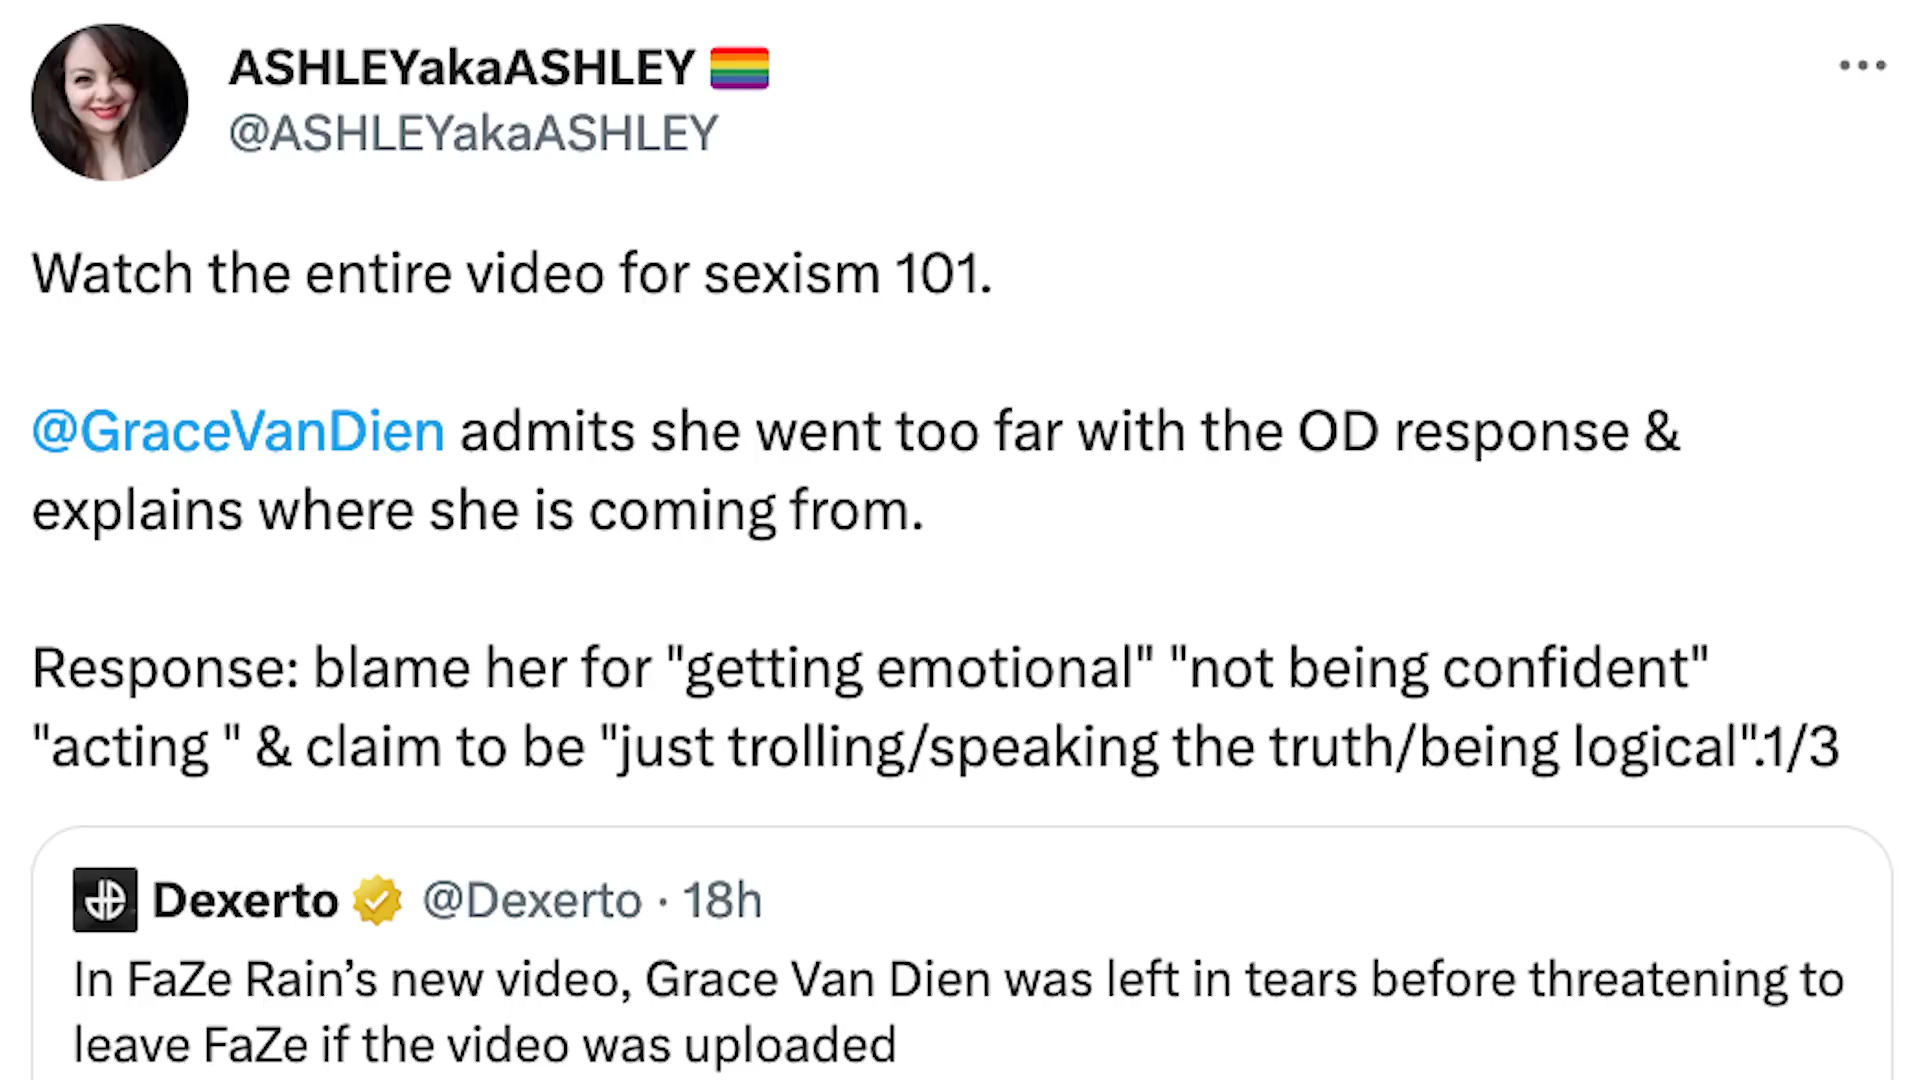 ASHLEYakaASHLEY 🏳️‍🌈
@ASHLEYakaASHLEY
Watch the entire video for sexism 101.
@GraceVanDien admits she went too far with the OD response &
explains where she is coming from.
Response: blame her for "getting emotional" "not being confident"
"acting " & claim to be "just trolling/speaking the truth/being logical".1/3
Dexerto @Dexerto · 18h
In FaZe Rain’s new video, Grace Van Dien was left in tears before threatening to
leave FaZe if the video was uploaded